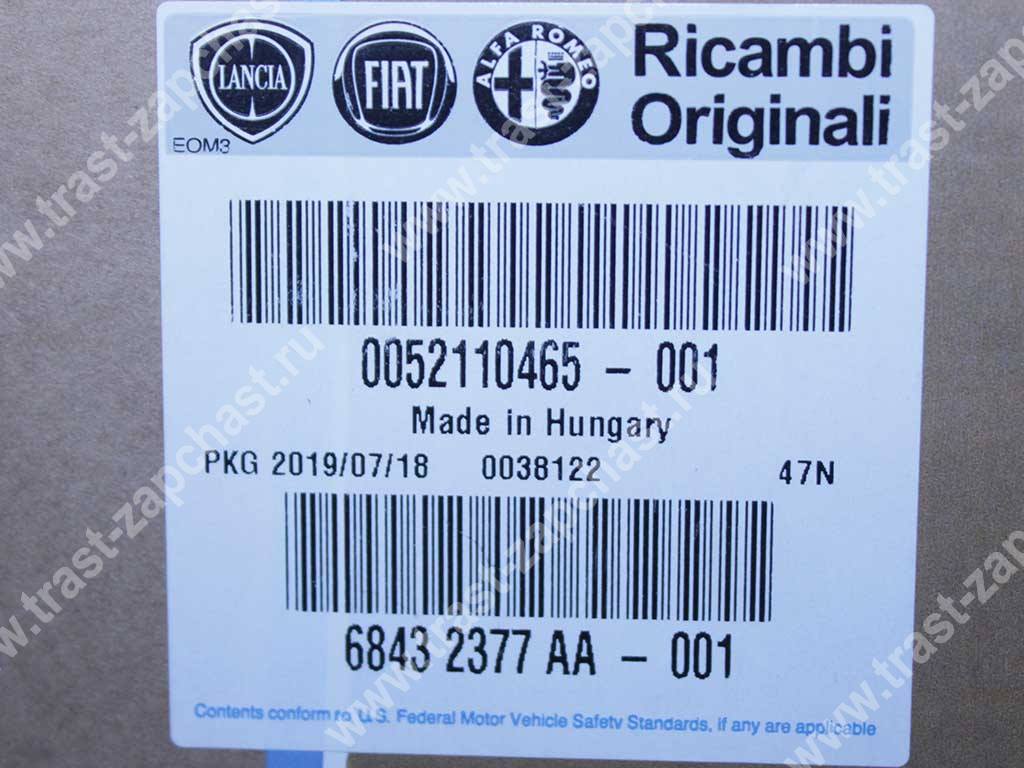 LANCIA
FIAT
ALFA ROMEO
Ricambi
Originali
EOM3
0052110465 - 001
Made in Hungary
PKG 2019/07/18 0038122 47N
6843 2377 AA - 001
Contents conform to U.S. Federal Motor Vehicle Safety Standards, if any are applicable
www.trast-zapchast.ru